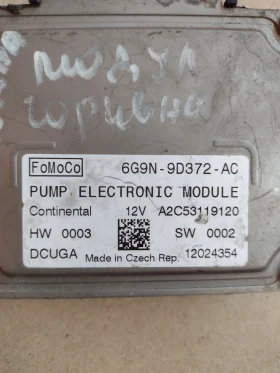 модул
горивна
FoMoCo
6G9N-9D372-AC
PUMP ELECTRONIC MODULE
Continental 12V A2C53119120
HW 0003 SW 0002
DCUGA Made in Czech Rep. 12024354